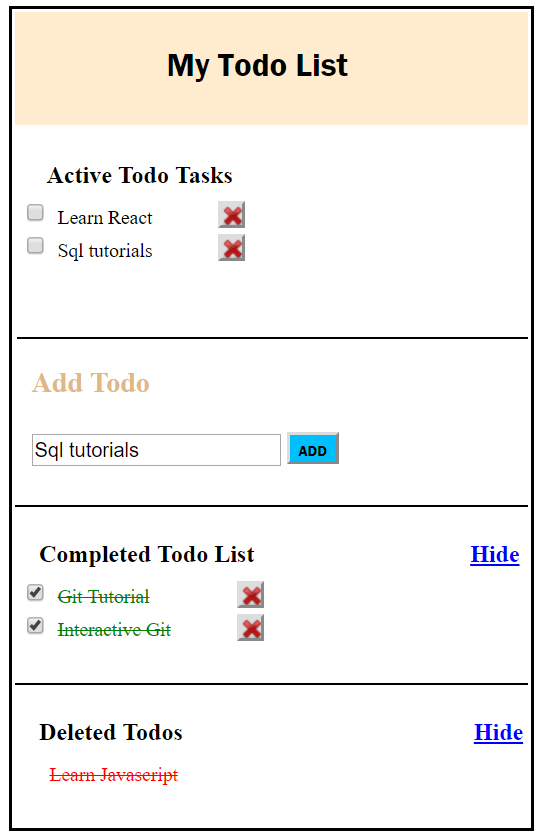 My Todo List
Active Todo Tasks
Learn React
Sql tutorials
Add Todo
Sql tutorials ADD
Completed Todo List Hide
Git Tutorial
Interactive Git
Deleted Todos Hide
Learn Javascript